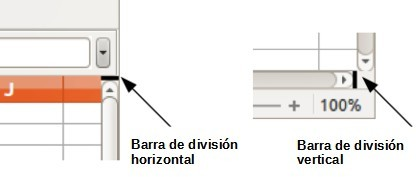 J
100%
Barra de división
horizontal
Barra de división
vertical